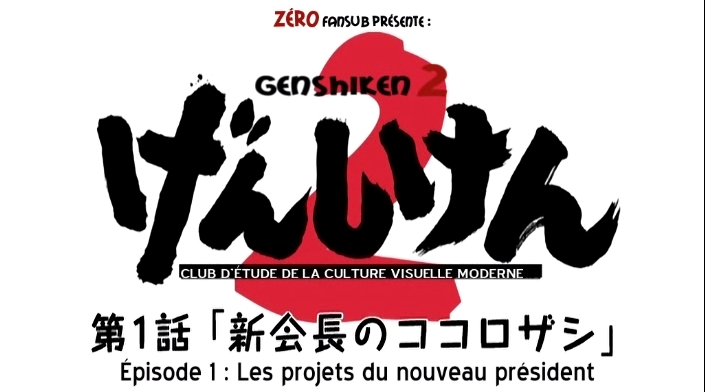 ZÉRO FANSUB PRÉSENTE :
GENSHIKEN 2
げんしけん
2
CLUB D'ÉTUDE DE LA CULTURE VISUELLE MODERNE
第1話「新会長のココロザシ」
Épisode 1 : Les projets du nouveau président